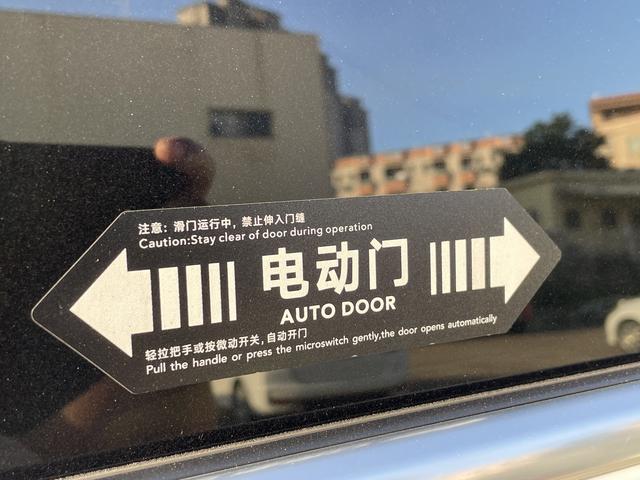 注意：滑门运行中，禁止伸入门缝
Caution:Stay clear of door during operation
电动门
AUTO DOOR
轻拉把手或按微动开关，自动开门
Pull the handle or press the microswitch gently,the door opens automatically